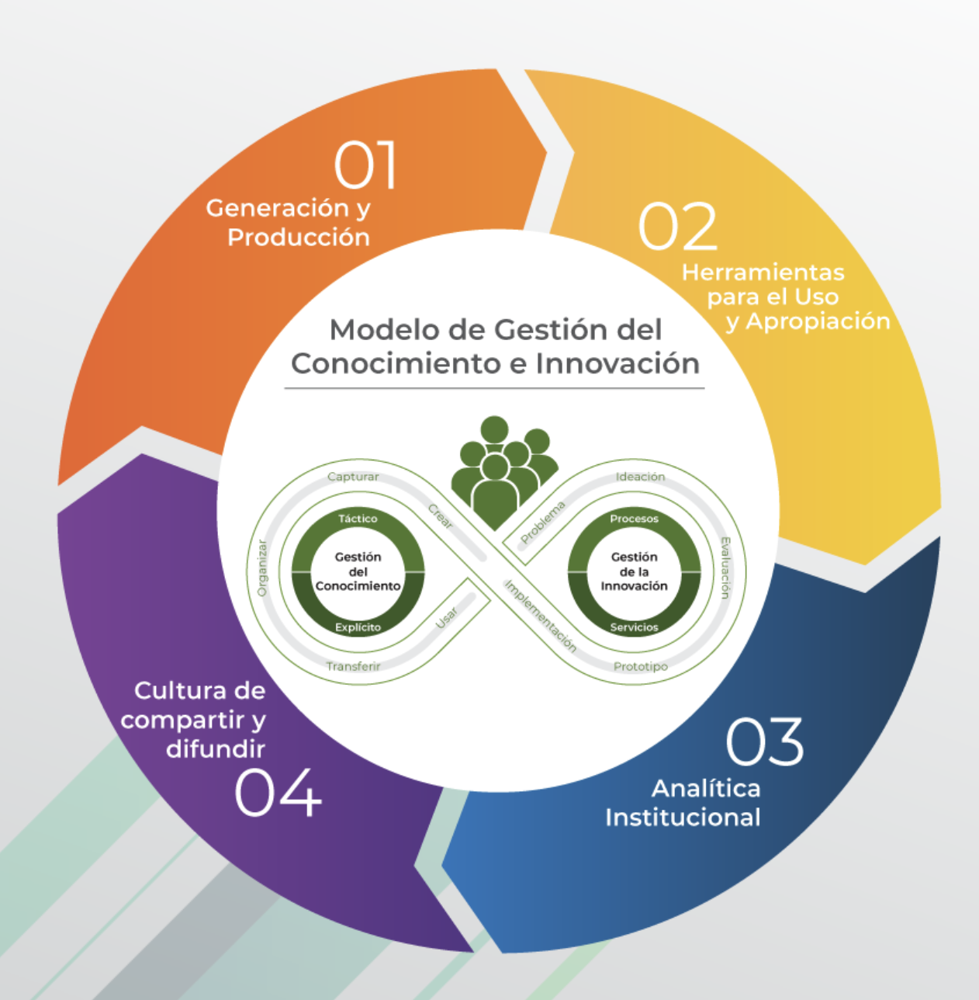 01
Generación y
Producción
02
Herramientas
para el Uso
y Apropiación
Modelo de Gestión del
Conocimiento e Innovación
Capturar
Crear
Organizar
Táctico
Gestión
del
Conocimiento
Explícito
Transferir
Usar
Problema
Ideación
Evaluación
Procesos
Gestión
de la
Innovación
Servicios
Prototipo
Implementación
03
Analítica
Institucional
Cultura de
compartir y
difundir
04